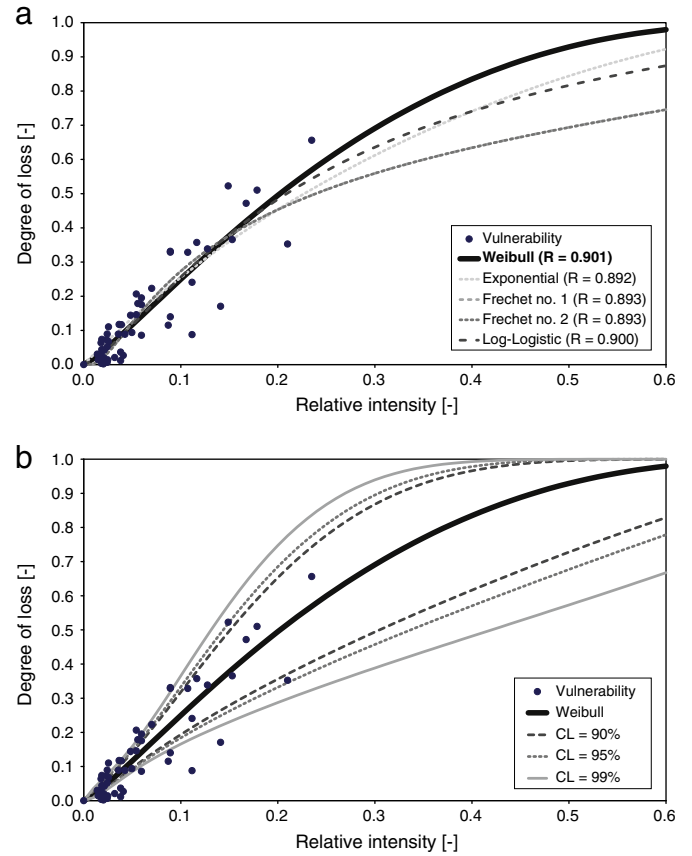 a
1.0
0.9
0.8
0.7
0.6
0.5
0.4
0.3
0.2
0.1
0.0
Degree of loss [-]
Vulnerability
Weibull (R = 0.901)
Exponential (R = 0.892)
Frechet no. 1 (R = 0.893)
Frechet no. 2 (R = 0.893)
Log-Logistic (R = 0.900)
0.0 0.1 0.2 0.3 0.4 0.5 0.6
Relative intensity [-]
b
1.0
0.9
0.8
0.7
0.6
0.5
0.4
0.3
0.2
0.1
0.0
Degree of loss [-]
Vulnerability
Weibull
CL = 90%
CL = 95%
CL = 99%
0.0 0.1 0.2 0.3 0.4 0.5 0.6
Relative intensity [-]